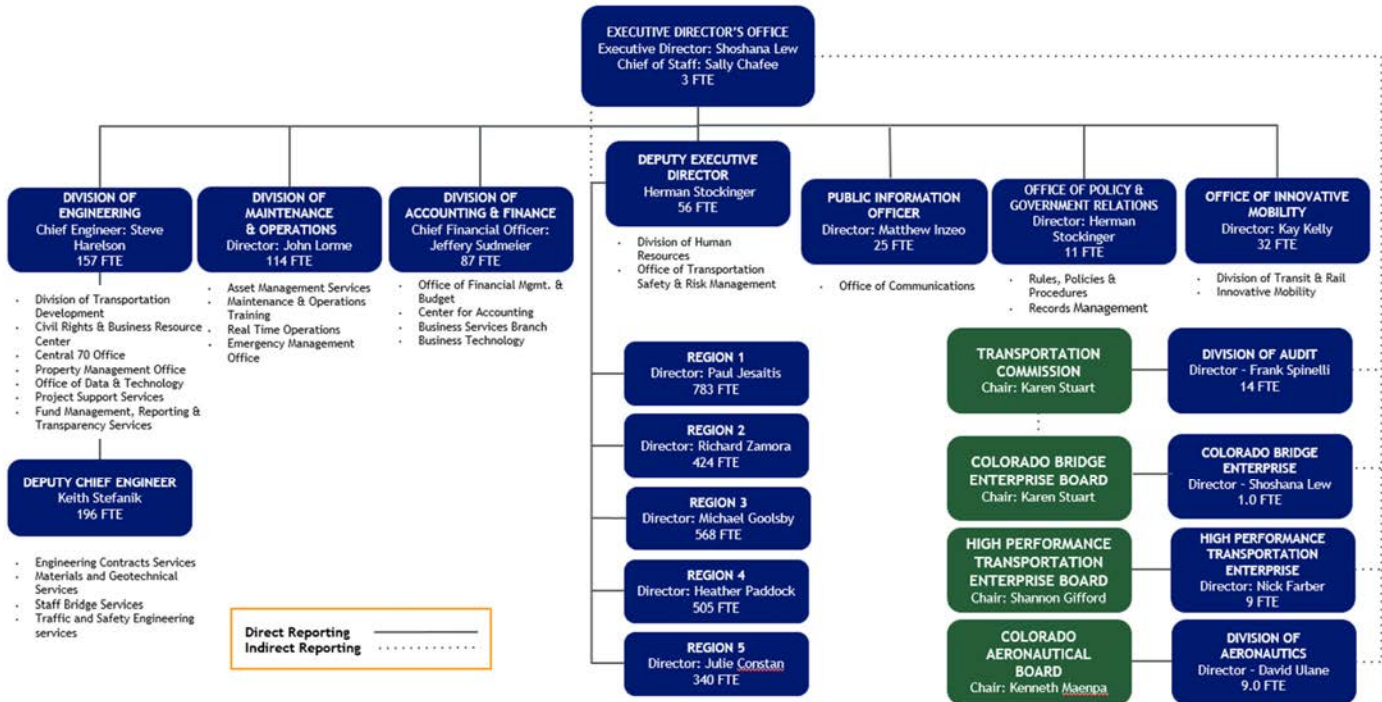 EXECUTIVE DIRECTOR'S OFFICE
Executive Director: Shoshana Lew
Chief of Staff: Sally Chafee
3 FTE
DIVISION OF
ENGINEERING
Chief Engineer: Steve
Harelson
157 FTE
· Division of Transportation
Development
· Civil Rights & Business Resource
Center
· Central 70 Office
· Property Management Office
· Office of Data & Technology
· Project Support Services
· Fund Management, Reporting &
Transparency Services
DEPUTY CHIEF ENGINEER
Keith Stefanik
196 FTE
· Engineering Contracts Services
· Materials and Geotechnical
Services
· Staff Bridge Services
· Traffic and Safety Engineering
services
DIVISION OF
MAINTENANCE
& OPERATIONS
Director: John Lorme
114 FTE
· Asset Management Services
· Maintenance & Operations
Training
· Real Time Operations
· Emergency Management
Office
DIVISION OF
ACCOUNTING & FINANCE
Chief Financial Officer:
Jeffery Sudmeier
87 FTE
· Office of Financial Mgmt. &
Budget
· Center for Accounting
· Business Services Branch
· Business Technology
DEPUTY EXECUTIVE
DIRECTOR
Herman Stockinger
56 FTE
· Division of Human
Resources
· Office of Transportation
Safety & Risk Management
REGION 1
Director: Paul Jesaitis
783 FTE
REGION 2
Director: Richard Zamora
424 FTE
REGION 3
Director: Michael Goolsby
568 FTE
REGION 4
Director: Heather Paddock
505 FTE
REGION 5
Director: Julie Constan
340 FTE
PUBLIC INFORMATION
OFFICER
Director: Matthew Inzeo
25 FTE
· Office of Communications
OFFICE OF POLICY &
GOVERNMENT RELATIONS
Director: Herman
Stockinger
11 FTE
· Rules, Policies &
Procedures
· Records Management
OFFICE OF INNOVATIVE
MOBILITY
Director: Kay Kelly
32 FTE
· Division of Transit & Rail
· Innovative Mobility
TRANSPORTATION
COMMISSION
Chair: Karen Stuart
DIVISION OF AUDIT
Director - Frank Spinelli
14 FTE
COLORADO BRIDGE
ENTERPRISE BOARD
Chair: Karen Stuart
COLORADO BRIDGE
ENTERPRISE
Director - Shoshana Lew
1.0 FTE
HIGH PERFORMANCE
TRANSPORTATION
ENTERPRISE BOARD
Chair: Shannon Gifford
HIGH PERFORMANCE
TRANSPORTATION
ENTERPRISE
Director: Nick Farber
9 FTE
COLORADO
AERONAUTICAL
BOARD
Chair: Kenneth Maenpa
DIVISION OF
AERONAUTICS
Director - David Ulane
9.0 FTE
Direct Reporting
Indirect Reporting